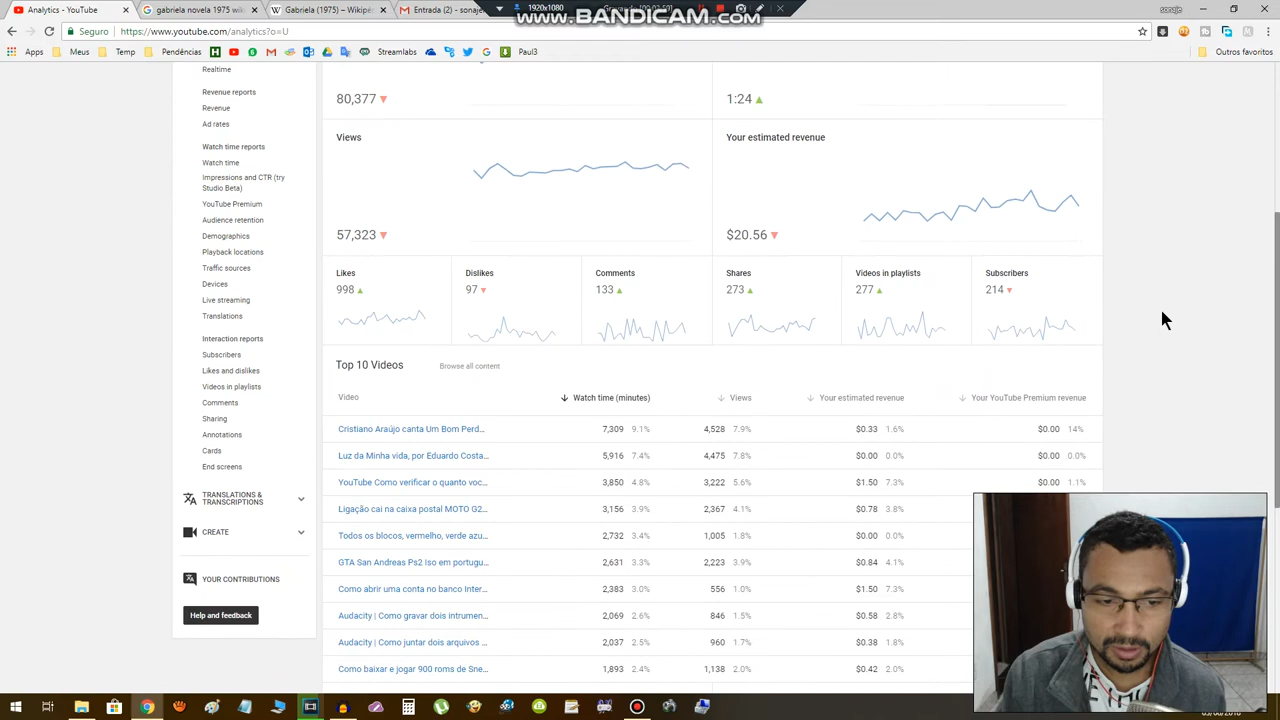 YouTube Analytics - YouTube
gabriela novela 1975 wiki
Gabriela (1975) – Wikipé
Entrada (2) - sonaje
1920x1080
www.BANDICAM.com
Seguro
https://www.youtube.com/analytics?o=U
Apps
Meus
Temp
Pendências
Streamlabs
Paul3
Outros favoritos
Realtime
Revenue reports
Revenue
Ad rates
Watch time reports
Watch time
Impressions and CTR (try
Studio Beta)
YouTube Premium
Audience retention
Demographics
Playback locations
Traffic sources
Devices
Live streaming
Translations
Interaction reports
Subscribers
Likes and dislikes
Videos in playlists
Comments
Sharing
Annotations
Cards
End screens
TRANSLATIONS &
TRANSCRIPTIONS
CREATE
YOUR CONTRIBUTIONS
Help and feedback
80,377
1:24
Views
Your estimated revenue
57,323
$20.56
Likes
Dislikes
Comments
Shares
Videos in playlists
Subscribers
998
97
133
273
277
214
Top 10 Videos
Browse all content
Video
Watch time (minutes)
Views
Your estimated revenue
Your YouTube Premium revenue
Cristiano Araújo canta Um Bom Perd... 7,309 9.1% 4,528 7.9% $0.33 1.6% $0.00 14%
Luz da Minha vida, por Eduardo Costa... 5,916 7.4% 4,475 7.8% $0.00 0.0% $0.00 0.0%
YouTube Como verificar o quanto voc... 3,850 4.8% 3,222 5.6% $1.50 7.3% $0.00 1.1%
Ligação cai na caixa postal MOTO G2... 3,156 3.9% 2,367 4.1% $0.78 3.8%
Todos os blocos, vermelho, verde azu... 2,732 3.4% 1,005 1.8% $0.00 0.0%
GTA San Andreas Ps2 Iso em portugu... 2,631 3.3% 2,223 3.9% $0.84 4.1%
Como abrir uma conta no banco Inter... 2,383 3.0% 556 1.0% $1.50 7.3%
Audacity | Como gravar dois intrumen... 2,069 2.6% 846 1.5% $0.58 2.8%
Audacity | Como juntar dois arquivos ... 2,037 2.5% 960 1.7% $0.38 1.8%
Como baixar e jogar 900 roms de Sne... 1,893 2.4% 1,138 2.0% $0.42 2.0%